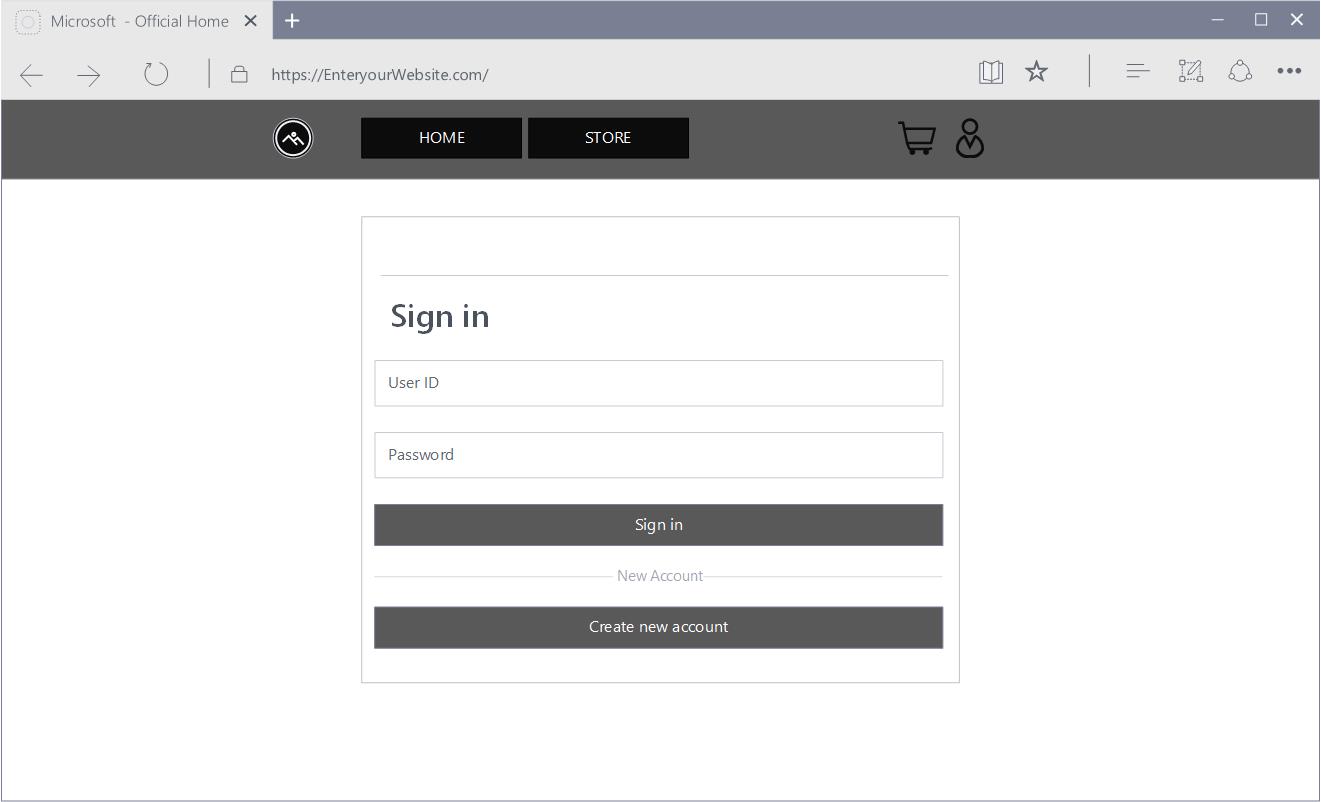 Microsoft - Official Home
https://EnteryourWebsite.com/
HOME
STORE
Sign in
User ID
Password
Sign in
New Account
Create new account